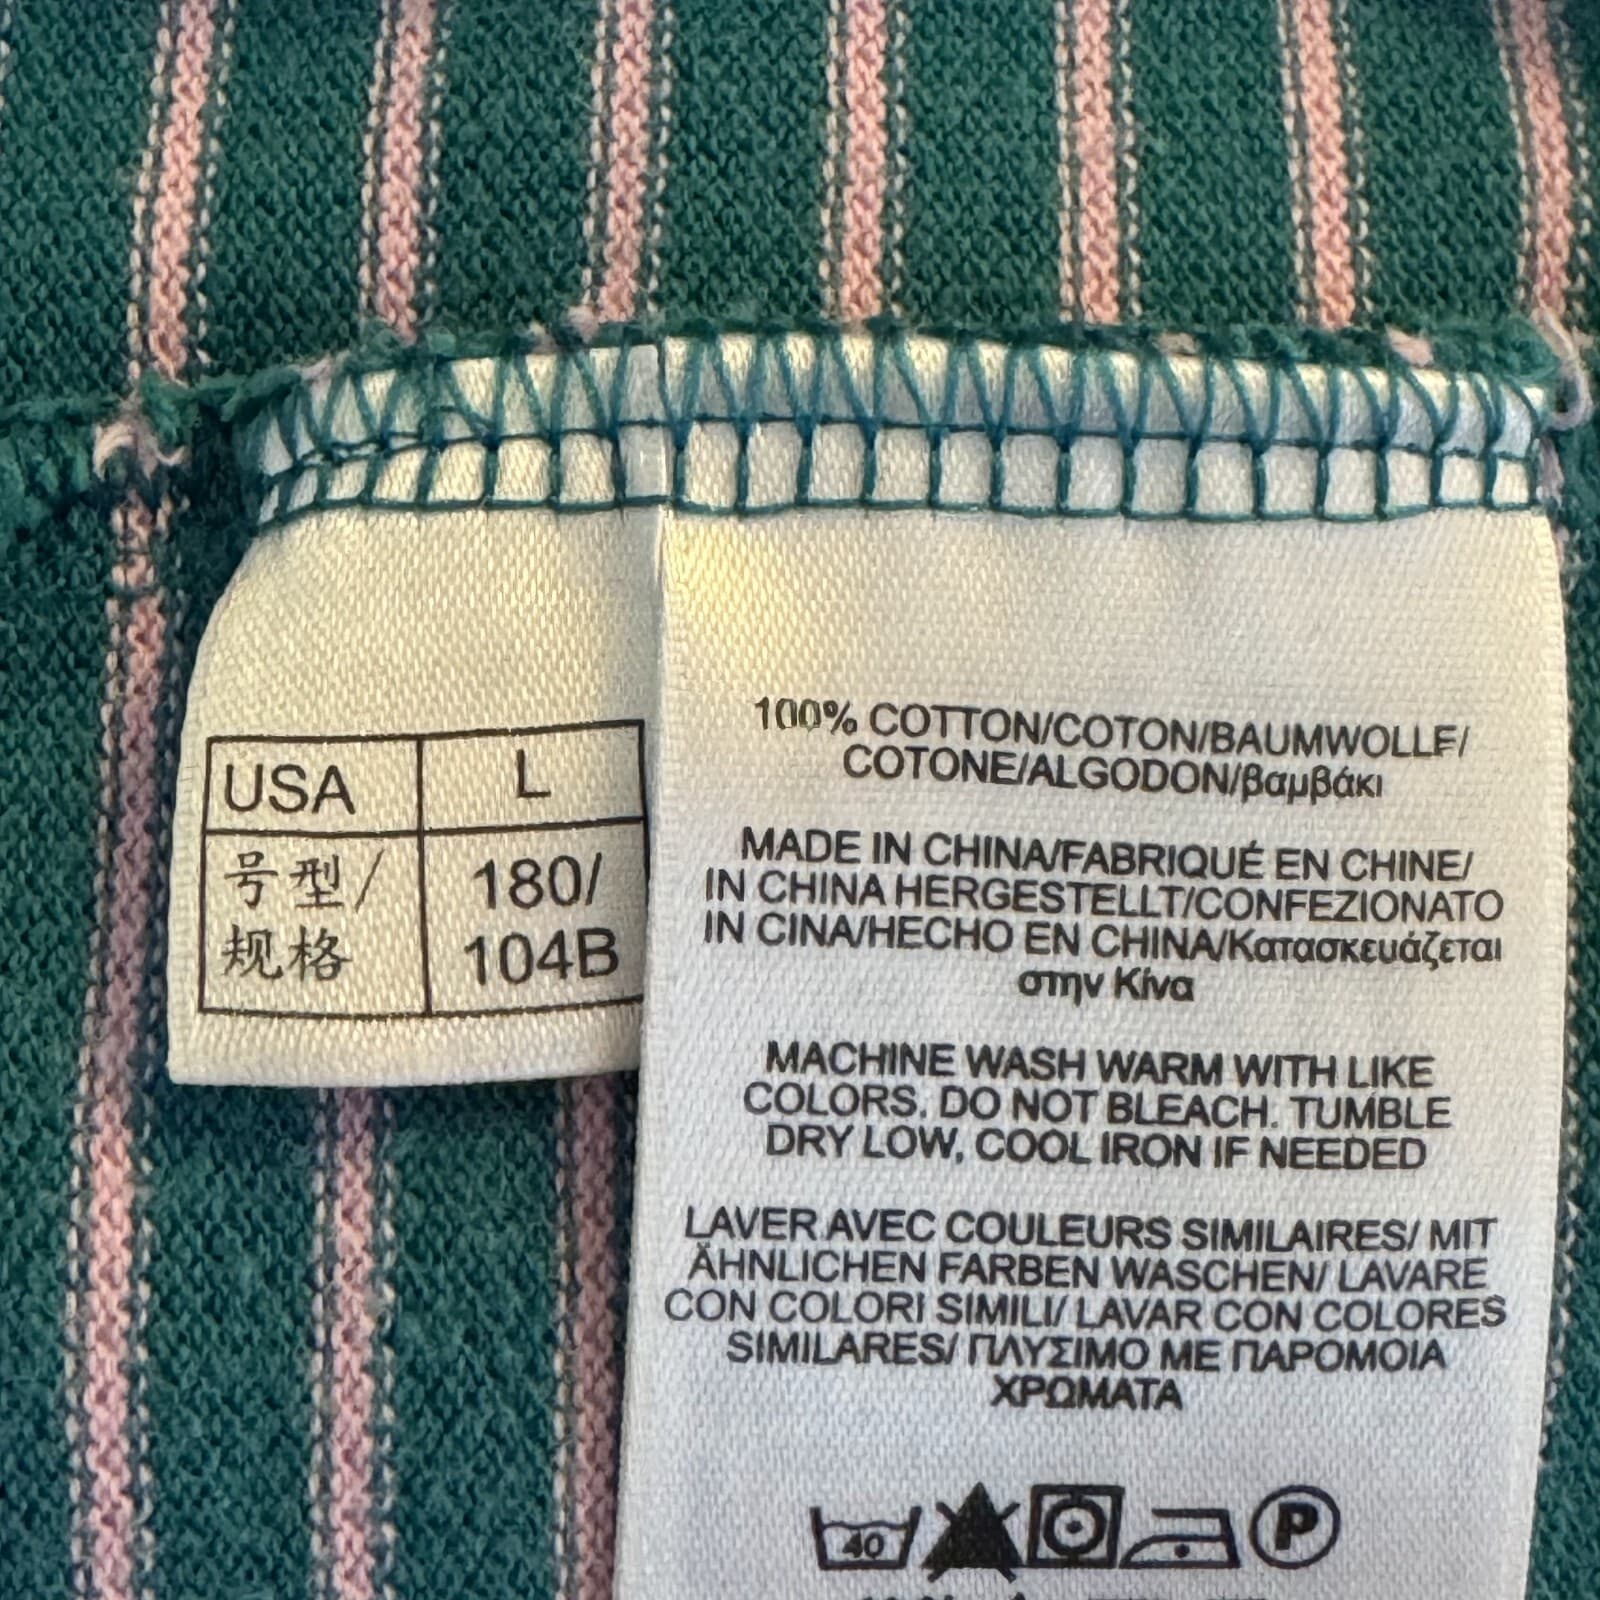 USA L
号型/ 180/
规格 104B
100% COTTON/COTON/BAUMWOLLE/
COTONE/ALGODON/βαμβάκι
MADE IN CHINA/FABRIQUÉ EN CHINE/
IN CHINA HERGESTELLT/CONFEZIONATO
IN CINA/HECHO EN CHINA/Κατασκευάζεται
στην Κίνα
MACHINE WASH WARM WITH LIKE
COLORS. DO NOT BLEACH. TUMBLE
DRY LOW, COOL IRON IF NEEDED
LAVER AVEC COULEURS SIMILAIRES/ MIT
ÄHNLICHEN FARBEN WASCHEN/ LAVARE
CON COLORI SIMILI/ LAVAR CON COLORES
SIMILARES/ ΠΛΥΣΙΜΟ ΜΕ ΠΑΡΟΜΟΙΑ
ΧΡΩΜΑΤΑ
40 P